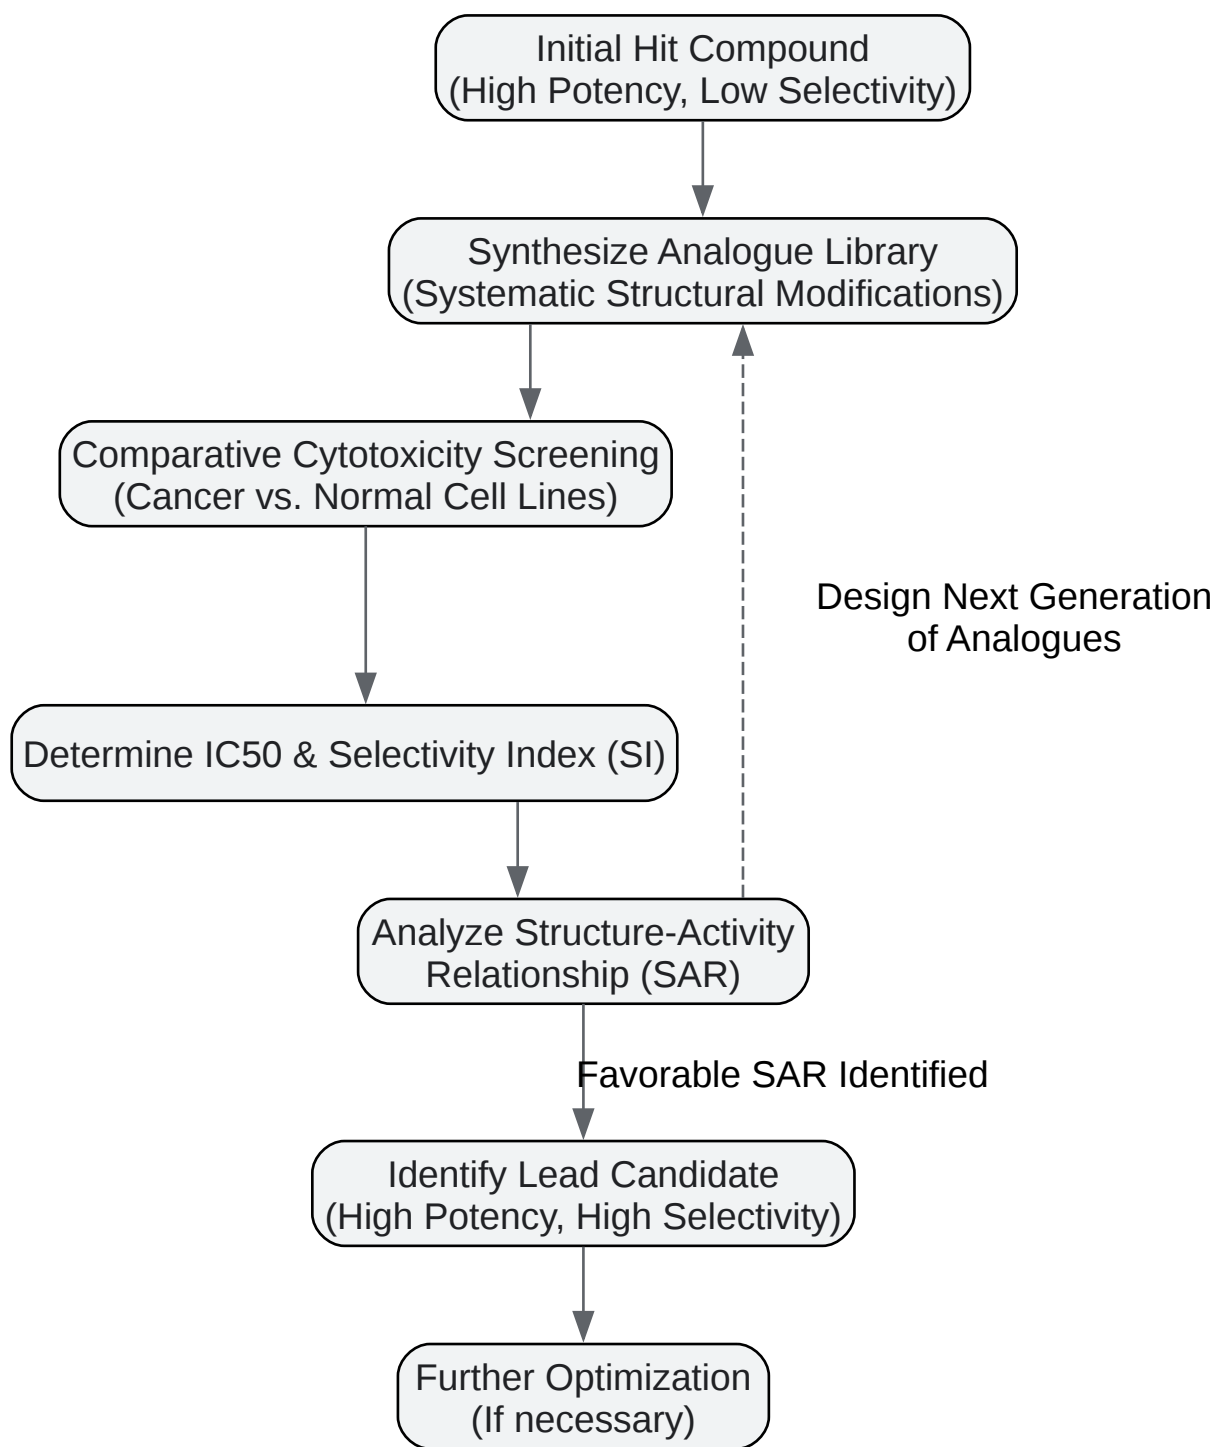 Initial Hit Compound
(High Potency, Low Selectivity)
Synthesize Analogue Library
(Systematic Structural Modifications)
Comparative Cytotoxicity Screening
(Cancer vs. Normal Cell Lines)
Design Next Generation
of Analogues
Determine IC50 & Selectivity Index (SI)
Analyze Structure-Activity
Relationship (SAR)
Favorable SAR Identified
Identify Lead Candidate
(High Potency, High Selectivity)
Further Optimization
(If necessary)